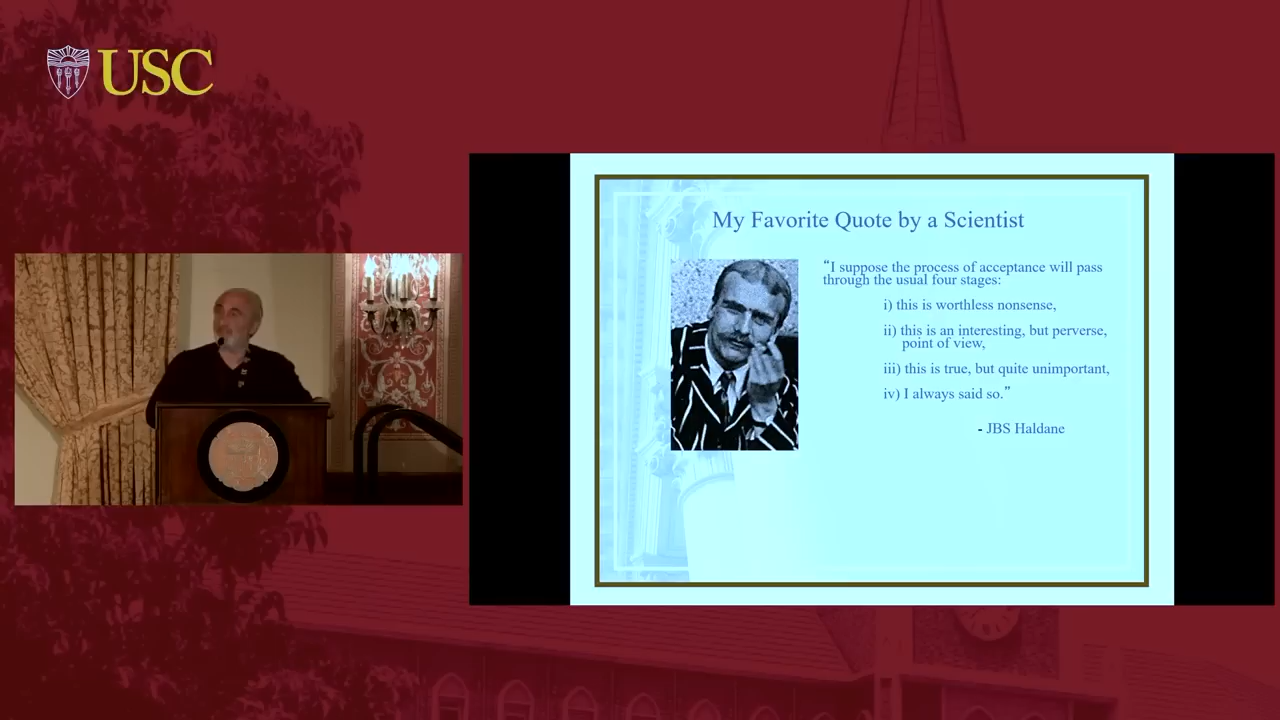 USC
My Favorite Quote by a Scientist
“I suppose the process of acceptance will pass
through the usual four stages:
i) this is worthless nonsense,
ii) this is an interesting, but perverse,
point of view,
iii) this is true, but quite unimportant,
iv) I always said so.”
- JBS Haldane